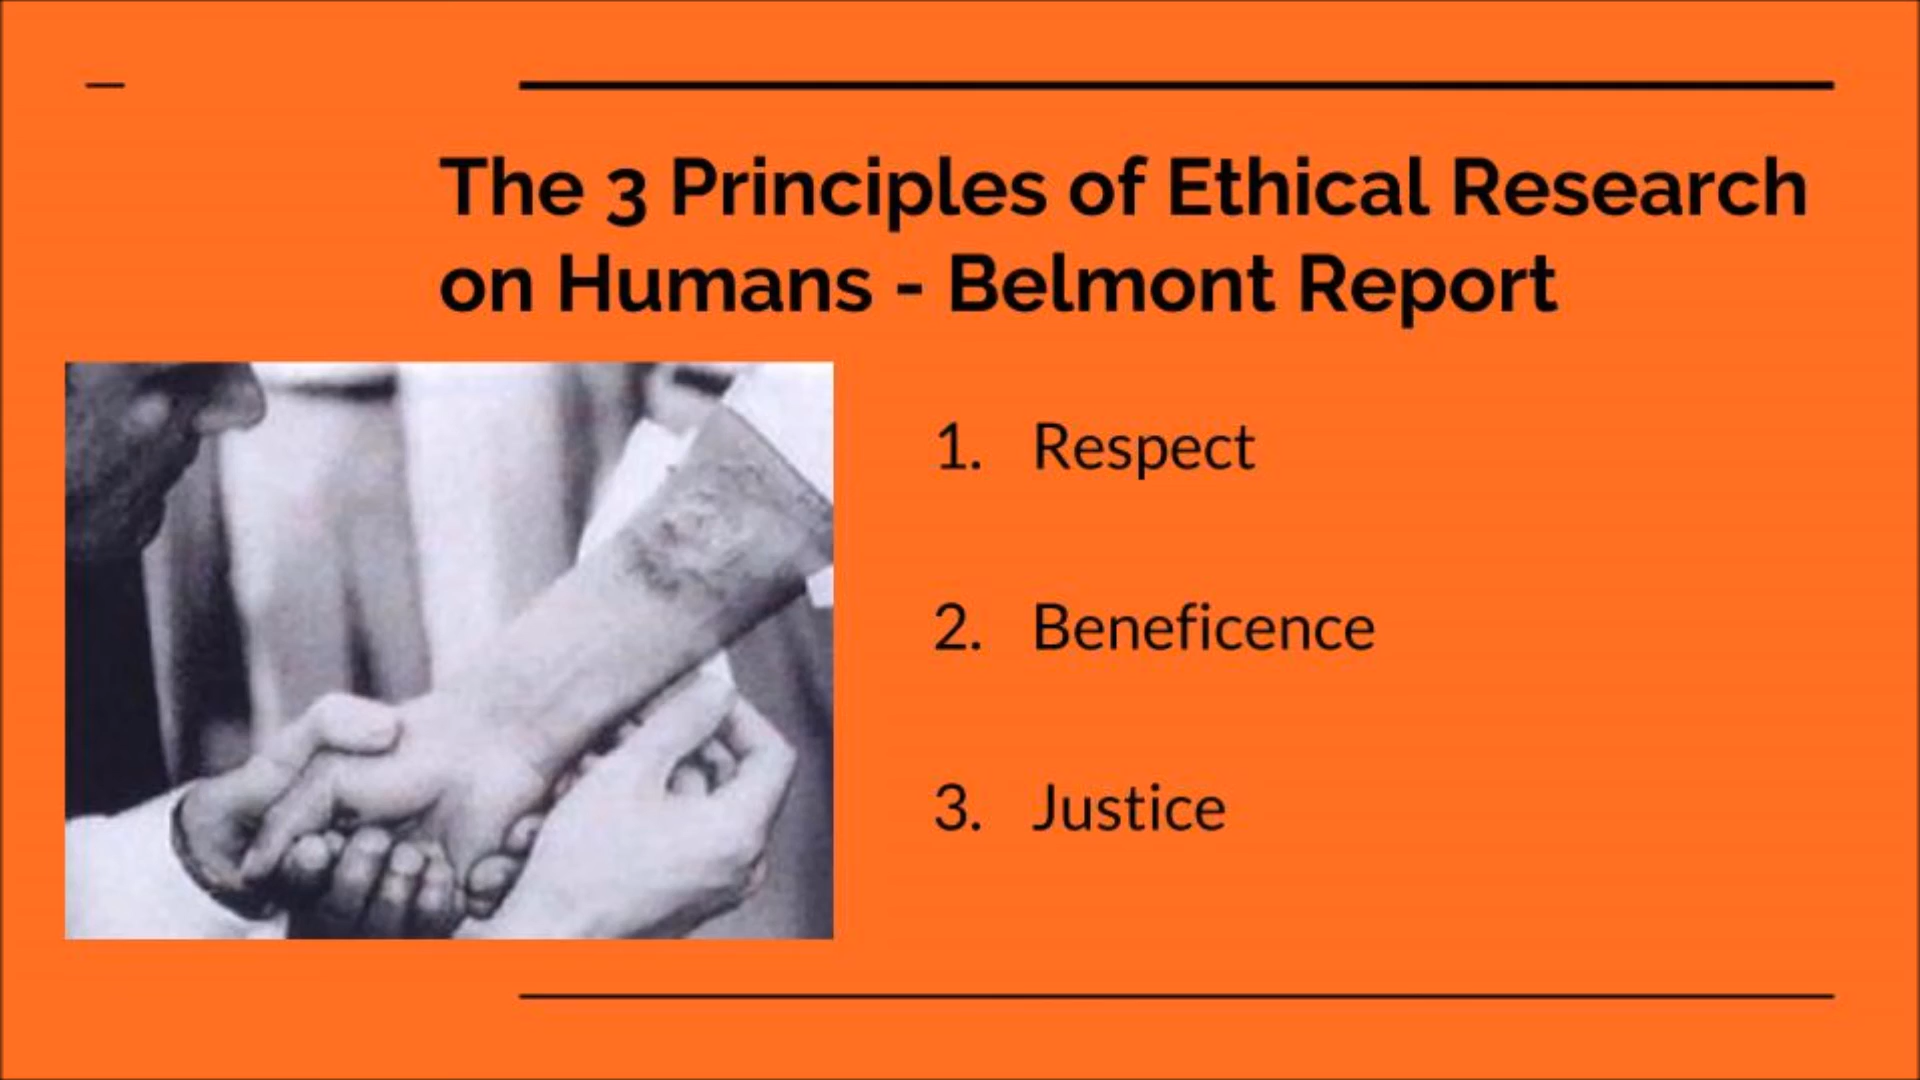 The 3 Principles of Ethical Research
on Humans - Belmont Report
1. Respect
2. Beneficence
3. Justice